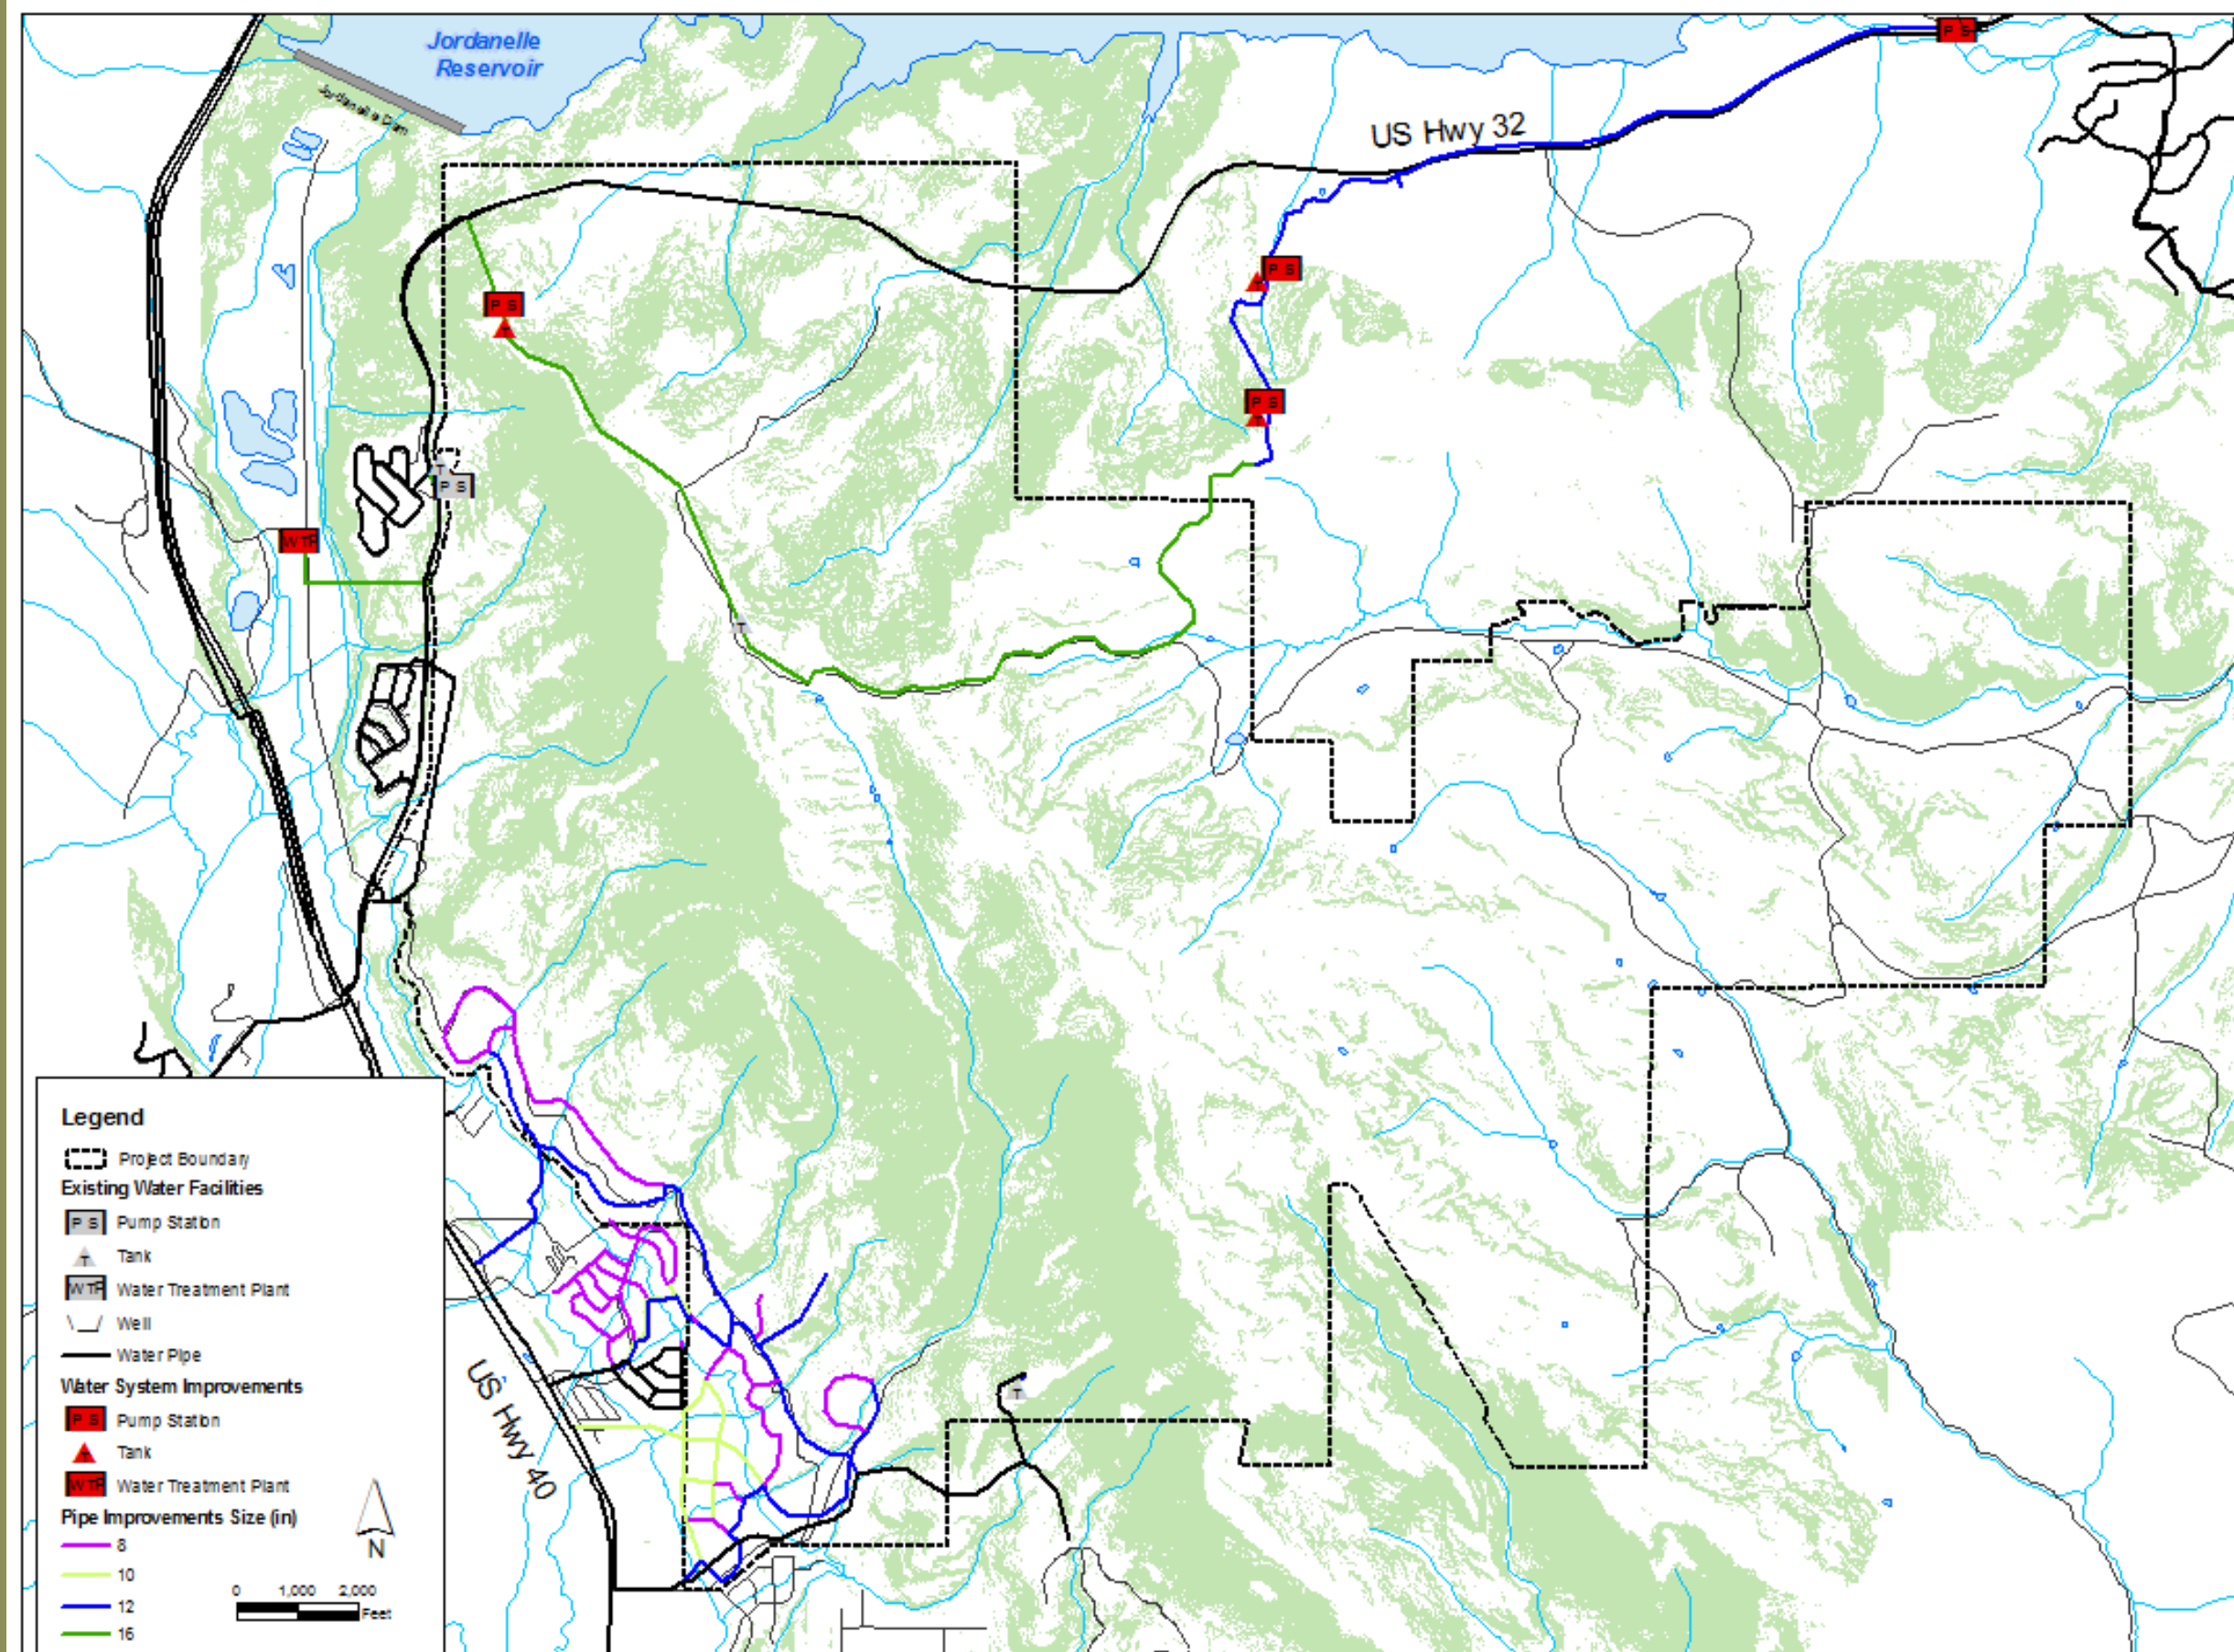 Jordanelle
Reservoir
Jordanelle Dam
P S
US Hwy 32
P S
P S
T
P S
T
P S
T
T
P S
WTP
T
T
US Hwy 40
Legend
Project Boundary
Existing Water Facilities
P S Pump Station
T Tank
WTP Water Treatment Plant
Well
Water Pipe
Water System Improvements
P S Pump Station
T Tank
WTP Water Treatment Plant
Pipe Improvements Size (in)
8
10
12
16
N
0 1,000 2,000
Feet